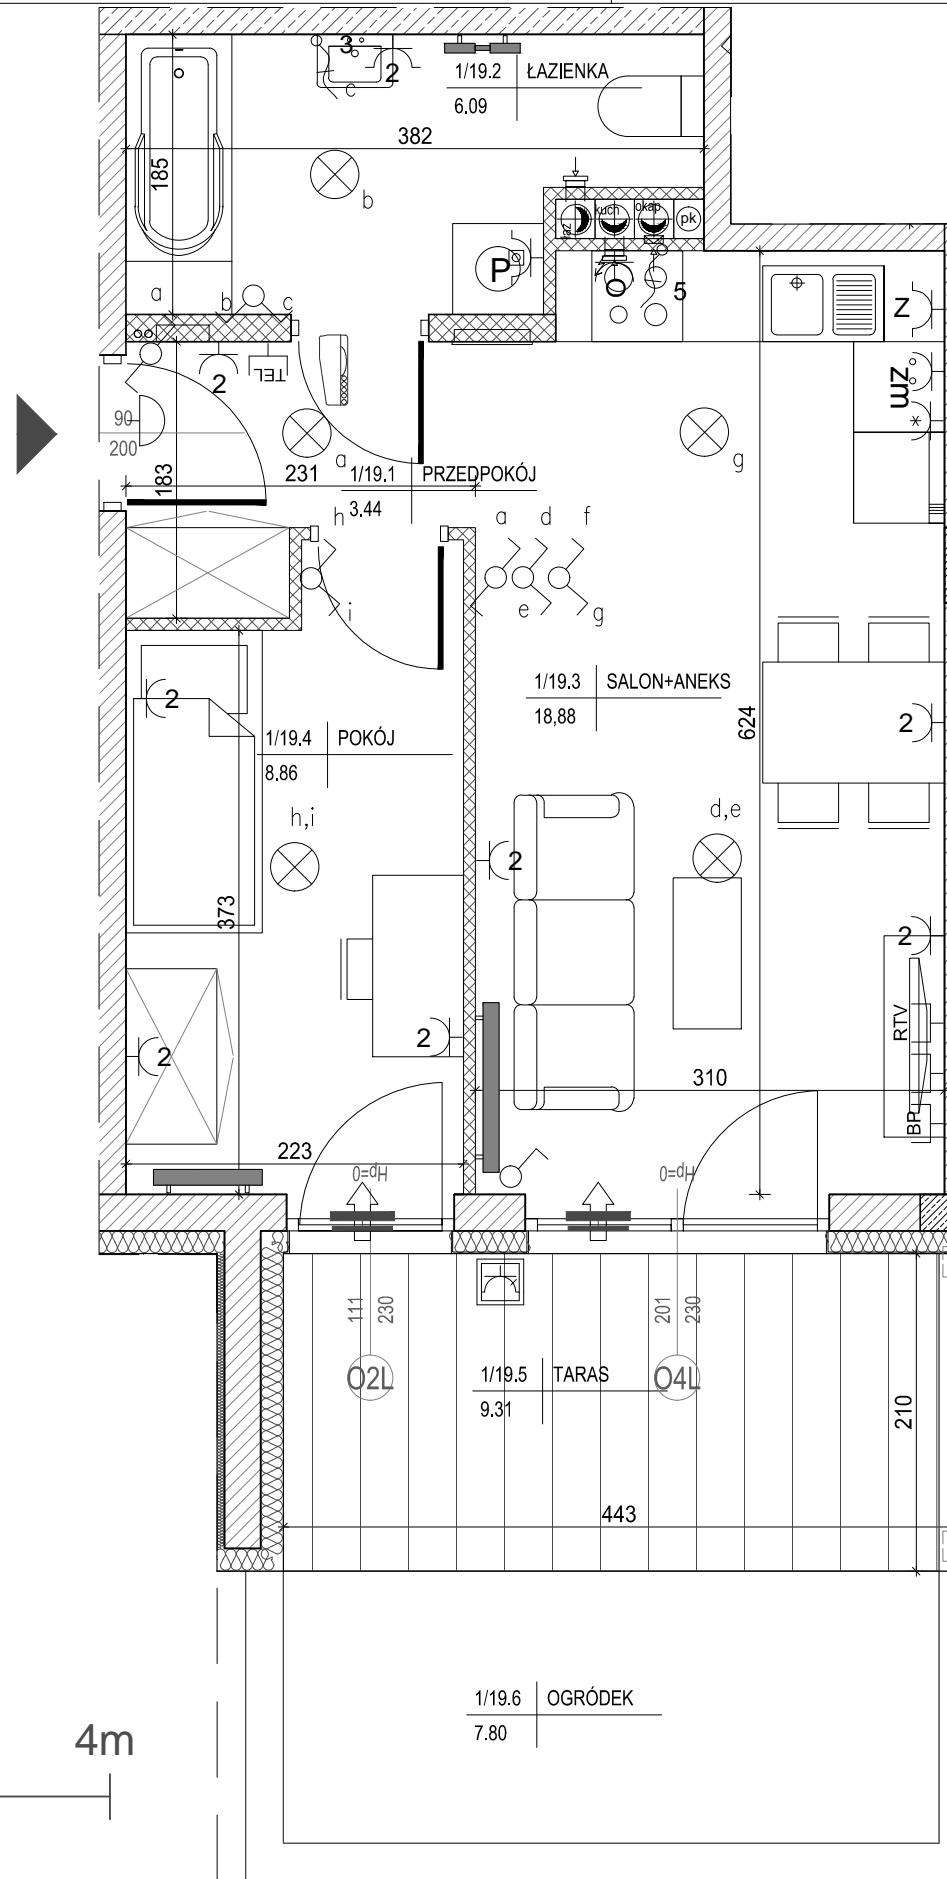 3
2
c
1/19.2 ŁAZIENKA
6.09
382
185
b
łaź
kuch
okap
pk
P
5
a
b
c
Z
zm
*
TEL
2
90
200
183
231
a
g
1/19.1 PRZEDPOKÓJ
3.44
h
i
a d f
e g
1/19.3 SALON+ANEKS
18,88
624
2
2
1/19.4 POKÓJ
8.86
h,i
d,e
2
373
2
2
2
RTV
BP
310
223
Hp=0
Hp=0
111
230
201
230
O2L
O4L
1/19.5 TARAS
9.31
210
443
1/19.6 OGRÓDEK
7.80
4m